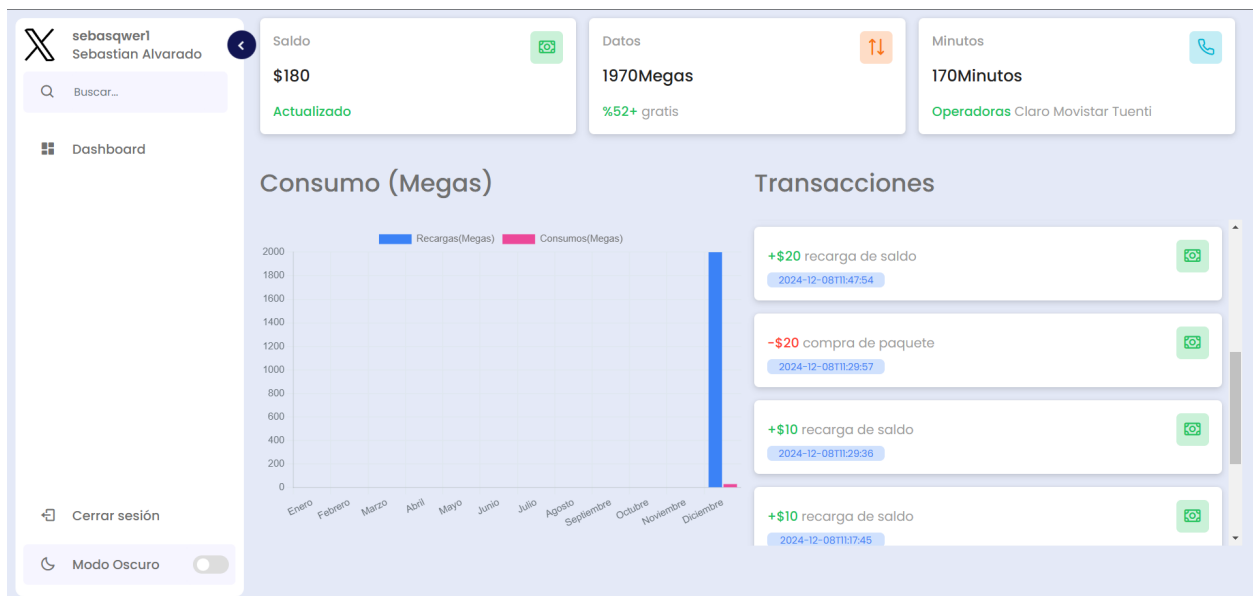 sebasqwer1
Sebastian Alvarado
Buscar...
Dashboard
Cerrar sesión
Modo Oscuro
Saldo
$180
Actualizado
Datos
1970Megas
%52+ gratis
Minutos
170Minutos
Operadoras Claro Movistar Tuenti
Consumo (Megas)
Recargas(Megas) Consumos(Megas)
2000
1800
1600
1400
1200
1000
800
600
400
200
0
Enero Febrero Marzo Abril Mayo Junio Julio Agosto Septiembre Octubre Noviembre Diciembre
Transacciones
+$20 recarga de saldo
2024-12-08T11:47:54
-$20 compra de paquete
2024-12-08T11:29:57
+$10 recarga de saldo
2024-12-08T11:29:36
+$10 recarga de saldo
2024-12-08T11:17:45